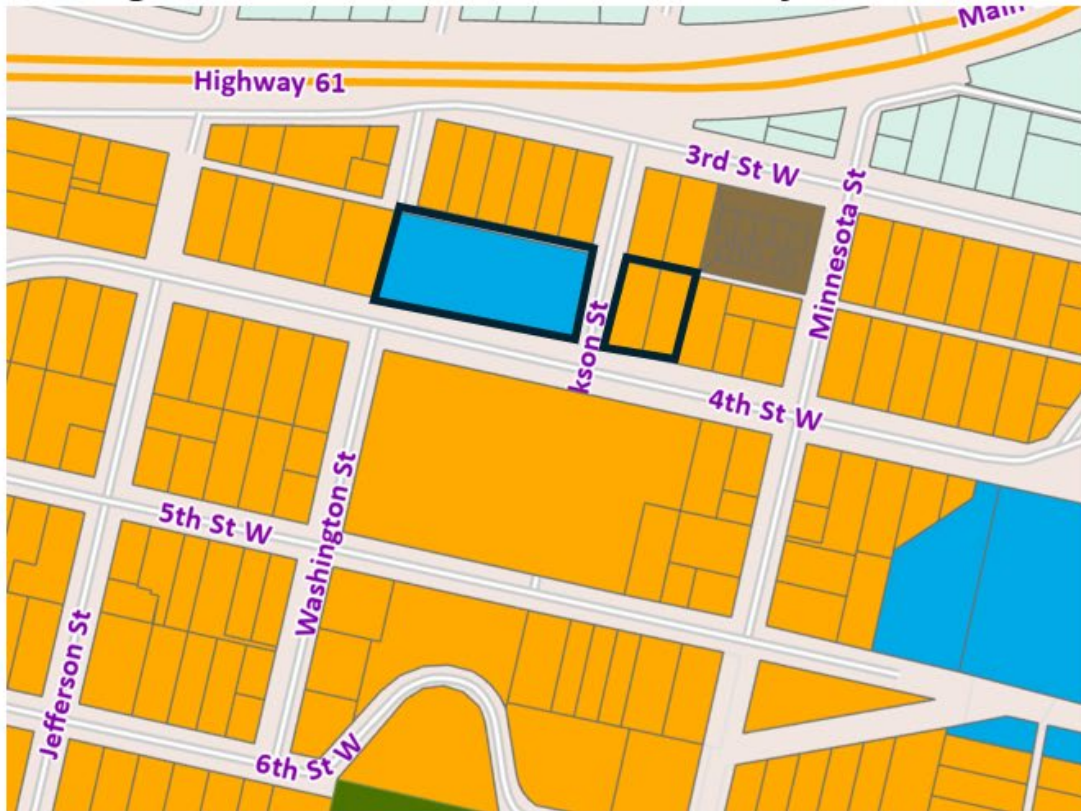 Main
Highway 61
3rd St W
Minnesota St
kson St
4th St W
Washington St
5th St W
Jefferson St
6th St W